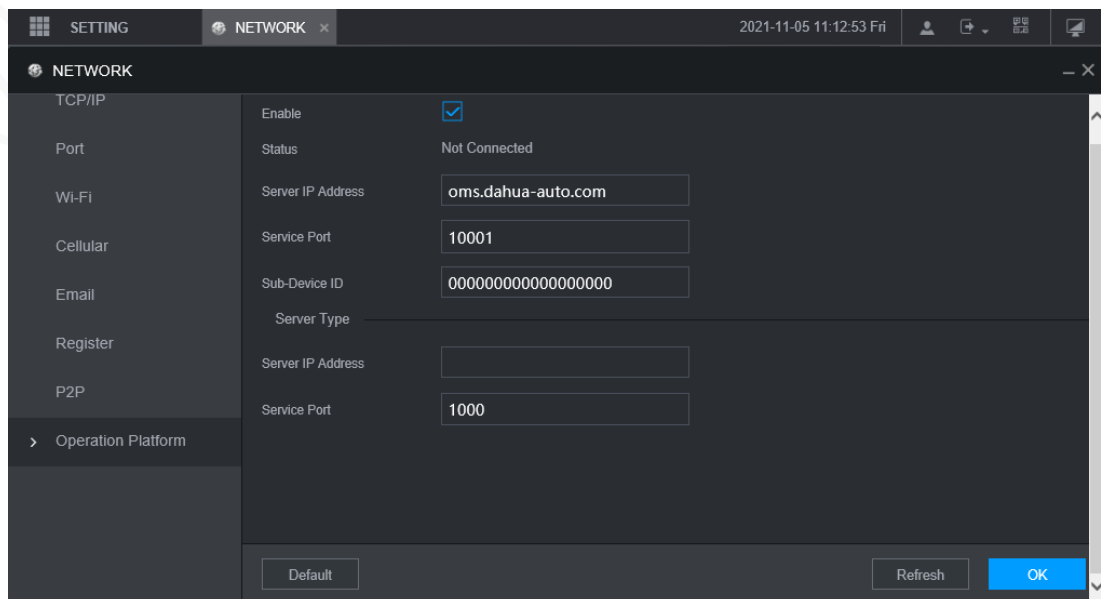 SETTING
NETWORK
2021-11-05 11:12:53 Fri
NETWORK
TCP/IP
Port
Wi-Fi
Cellular
Email
Register
P2P
Operation Platform
Enable
Status Not Connected
Server IP Address oms.dahua-auto.com
Service Port 10001
Sub-Device ID 000000000000000000
Server Type
Server IP Address
Service Port 1000
Default
Refresh
OK